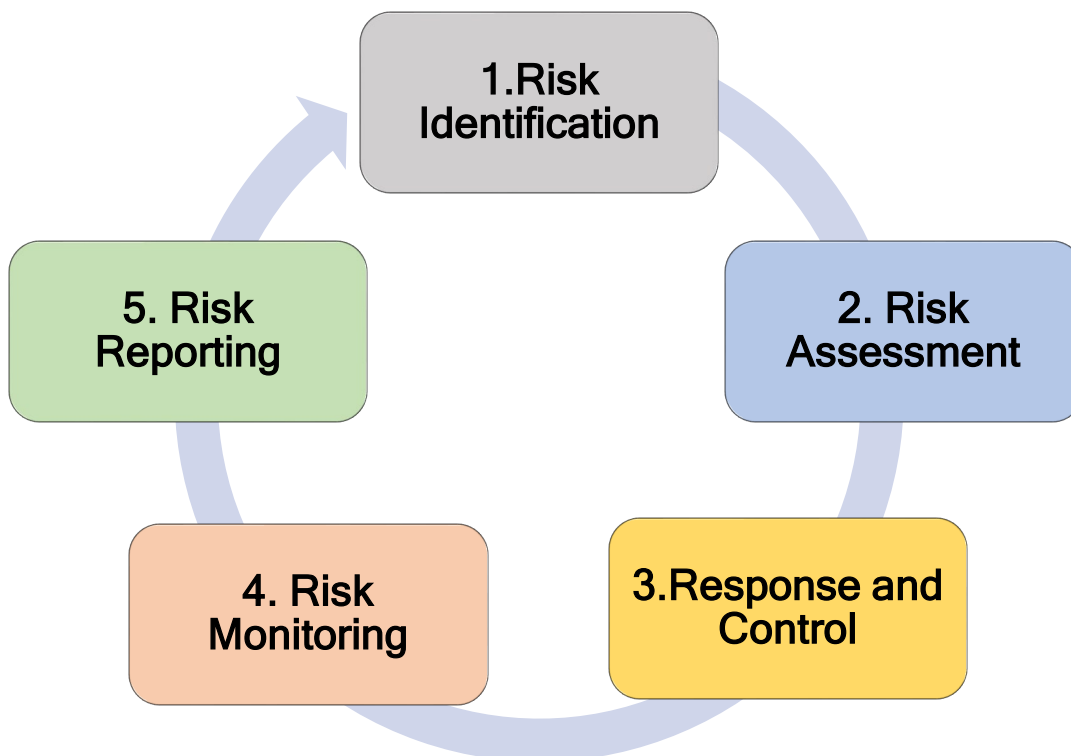 1.Risk
Identification
2. Risk
Assessment
3.Response and
Control
4. Risk
Monitoring
5. Risk
Reporting